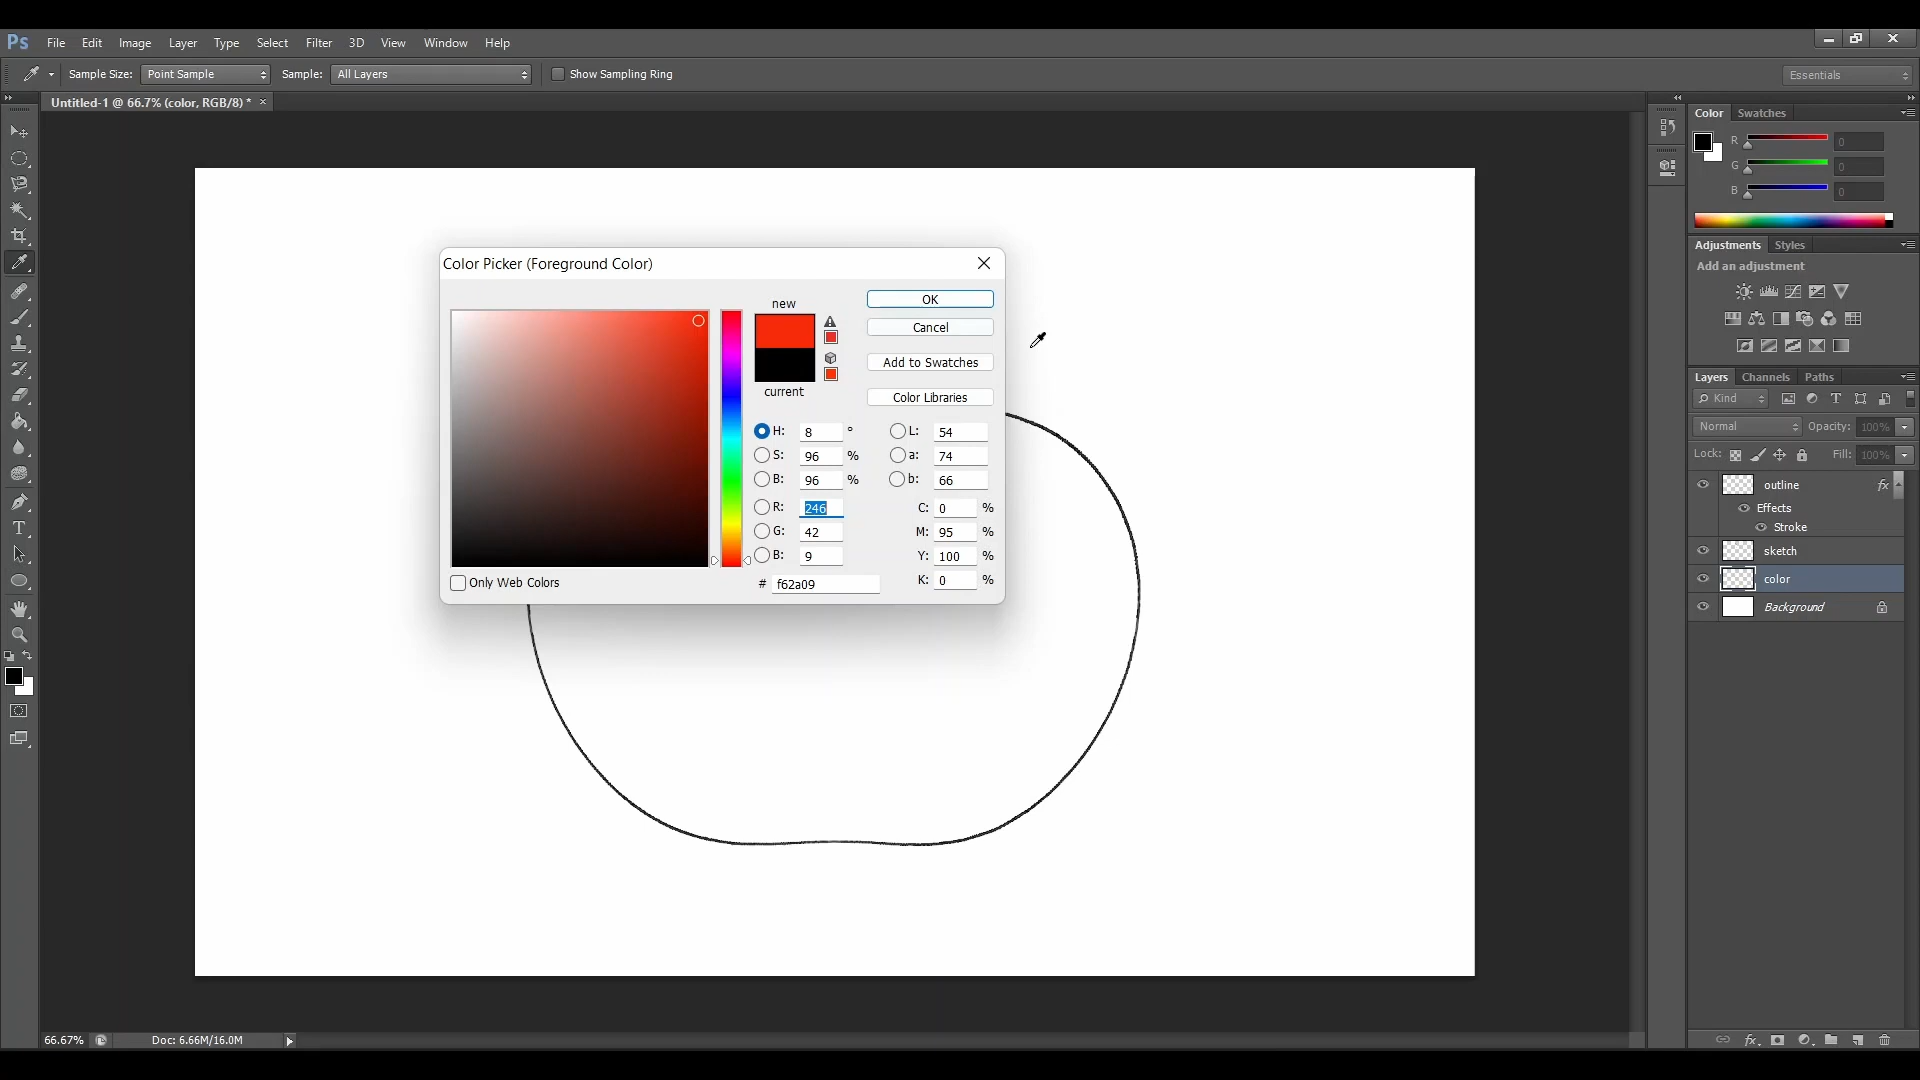 Ps File Edit Image Layer Type Select Filter 3D View Window Help
Sample Size: Point Sample Sample: All Layers Show Sampling Ring Essentials
Untitled-1 @ 66.7% (color, RGB/8) * ×
Color Swatches
R 0
G 0
B 0
Adjustments Styles
Add an adjustment
Layers Channels Paths
Kind
Normal Opacity: 100%
Lock: Fill: 100%
outline fx
Effects
Stroke
sketch
color
Background
Color Picker (Foreground Color)
new
current
OK
Cancel
Add to Swatches
Color Libraries
H: 8 ° L: 54
S: 96 % a: 74
B: 96 % b: 66
R: 246 C: 0 %
G: 42 M: 95 %
B: 9 Y: 100 %
# f62a09 K: 0 %
Only Web Colors
66.67% Doc: 6.66M/16.0M
fx